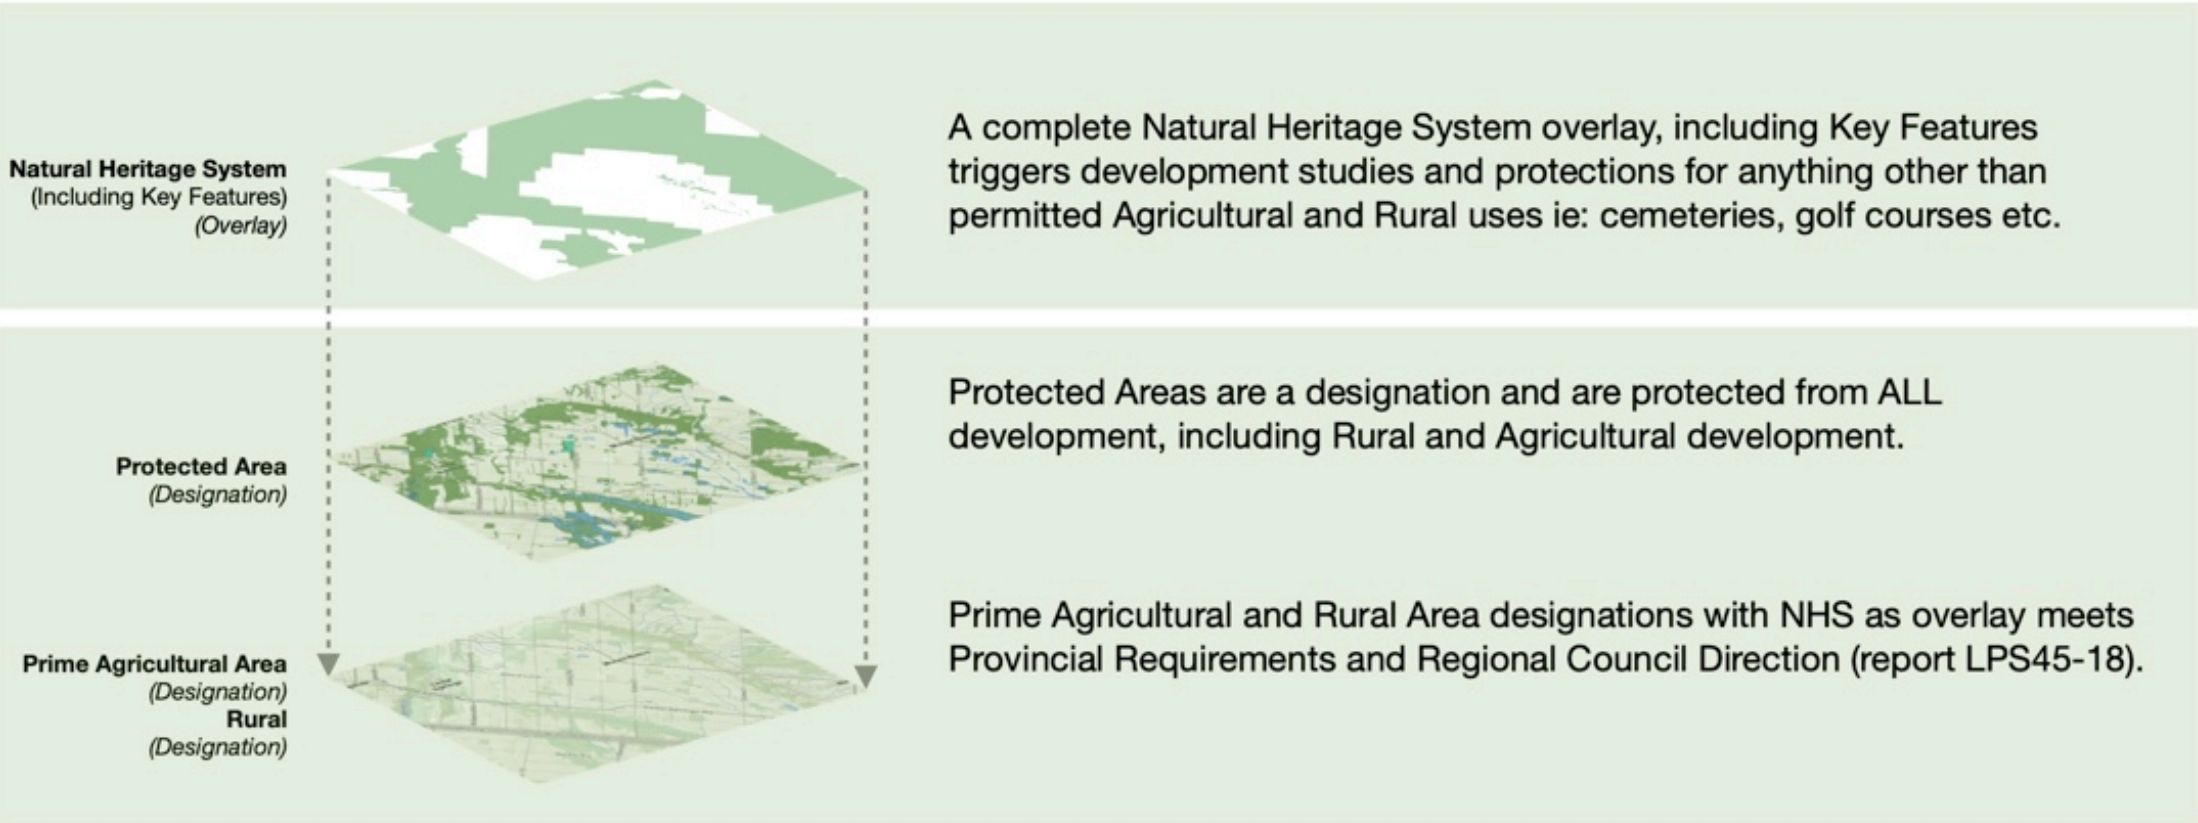 Natural Heritage System
(Including Key Features)
(Overlay)
A complete Natural Heritage System overlay, including Key Features
triggers development studies and protections for anything other than
permitted Agricultural and Rural uses ie: cemeteries, golf courses etc.
Protected Area
(Designation)
Protected Areas are a designation and are protected from ALL
development, including Rural and Agricultural development.
Prime Agricultural Area
(Designation)
Rural
(Designation)
Prime Agricultural and Rural Area designations with NHS as overlay meets
Provincial Requirements and Regional Council Direction (report LPS45-18).